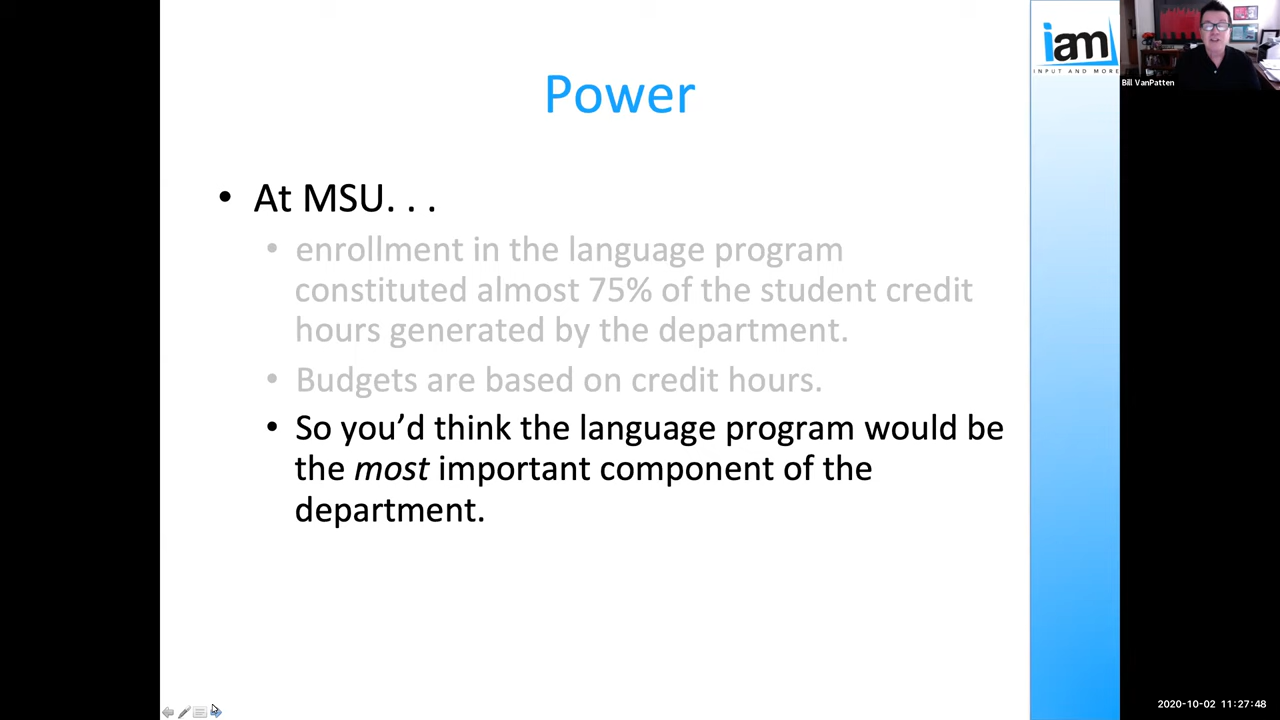 Power
• At MSU. . .
• enrollment in the language program
constituted almost 75% of the student credit
hours generated by the department.
• Budgets are based on credit hours.
• So you’d think the language program would be
the most important component of the
department.
iam
INPUT AND MORE
Bill VanPatten
2020-10-02 11:27:48